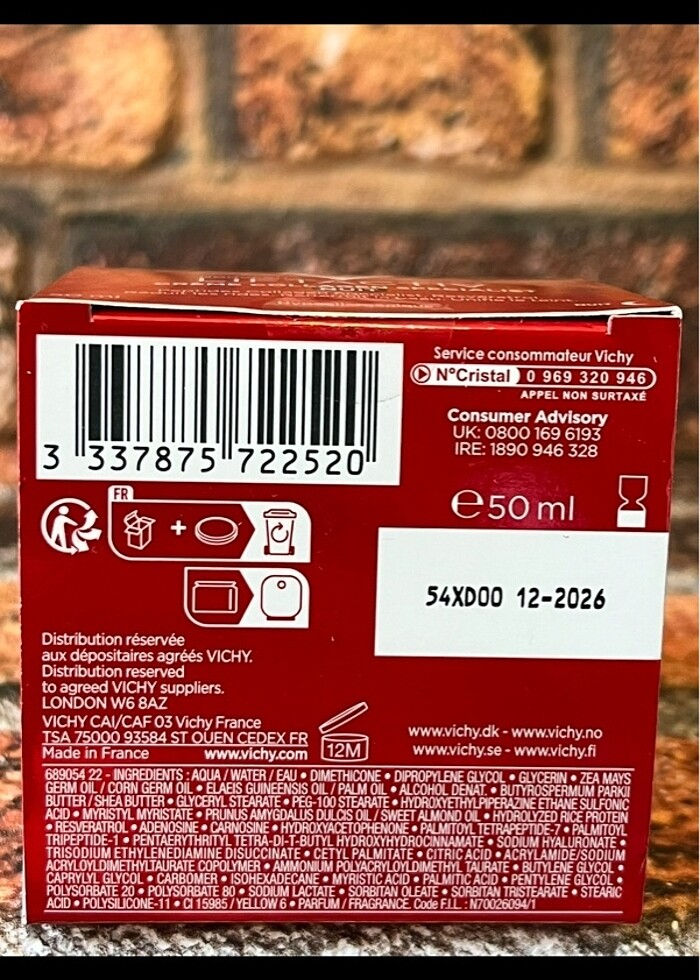 Service consommateur Vichy
N°Cristal 0 969 320 946
APPEL NON SURTAXÉ
Consumer Advisory
UK: 0800 169 6193
IRE: 1890 946 328
3 337875 722520
℮50 ml
FR
+
54XD00 12-2026
Distribution réservée
aux dépositaires agréés VICHY.
Distribution reserved
to agreed VICHY suppliers.
LONDON W6 8AZ
VICHY CAI/CAF 03 Vichy France
TSA 75000 93584 ST OUEN CEDEX FR
Made in France www.vichy.com
12M
www.vichy.dk - www.vichy.no
www.vichy.se - www.vichy.fi
689054 22 - INGREDIENTS : AQUA / WATER / EAU • DIMETHICONE • DIPROPYLENE GLYCOL • GLYCERIN • ZEA MAYS
GERM OIL / CORN GERM OIL • ELAEIS GUINEENSIS OIL / PALM OIL • ALCOHOL DENAT. • BUTYROSPERMUM PARKII
BUTTER / SHEA BUTTER • GLYCERYL STEARATE • PEG-100 STEARATE • HYDROXYETHYLPIPERAZINE ETHANE SULFONIC
ACID • MYRISTYL MYRISTATE • PRUNUS AMYGDALUS DULCIS OIL / SWEET ALMOND OIL • HYDROLYZED RICE PROTEIN
• RESVERATROL • ADENOSINE • CARNOSINE • HYDROXYACETOPHENONE • PALMITOYL TETRAPEPTIDE-7 • PALMITOYL
TRIPEPTIDE-1 • PENTAERYTHRITYL TETRA-DI-T-BUTYL HYDROXYHYDROCINNAMATE • SODIUM HYALURONATE •
TRISODIUM ETHYLENEDIAMINE DISUCCINATE • CETYL PALMITATE • CITRIC ACID • ACRYLAMIDE/SODIUM
ACRYLOYLDIMETHYLTAURATE COPOLYMER • AMMONIUM POLYACRYLOYLDIMETHYL TAURATE • BUTYLENE GLYCOL •
CAPRYLYL GLYCOL • CARBOMER • ISOHEXADECANE • MYRISTIC ACID • PALMITIC ACID • PENTYLENE GLYCOL •
POLYSORBATE 20 • POLYSORBATE 80 • SODIUM LACTATE • SORBITAN OLEATE • SORBITAN TRISTEARATE • STEARIC
ACID • POLYSILICONE-11 • CI 15985 / YELLOW 6 • PARFUM / FRAGRANCE. Code F.I.L. : N70026094/1